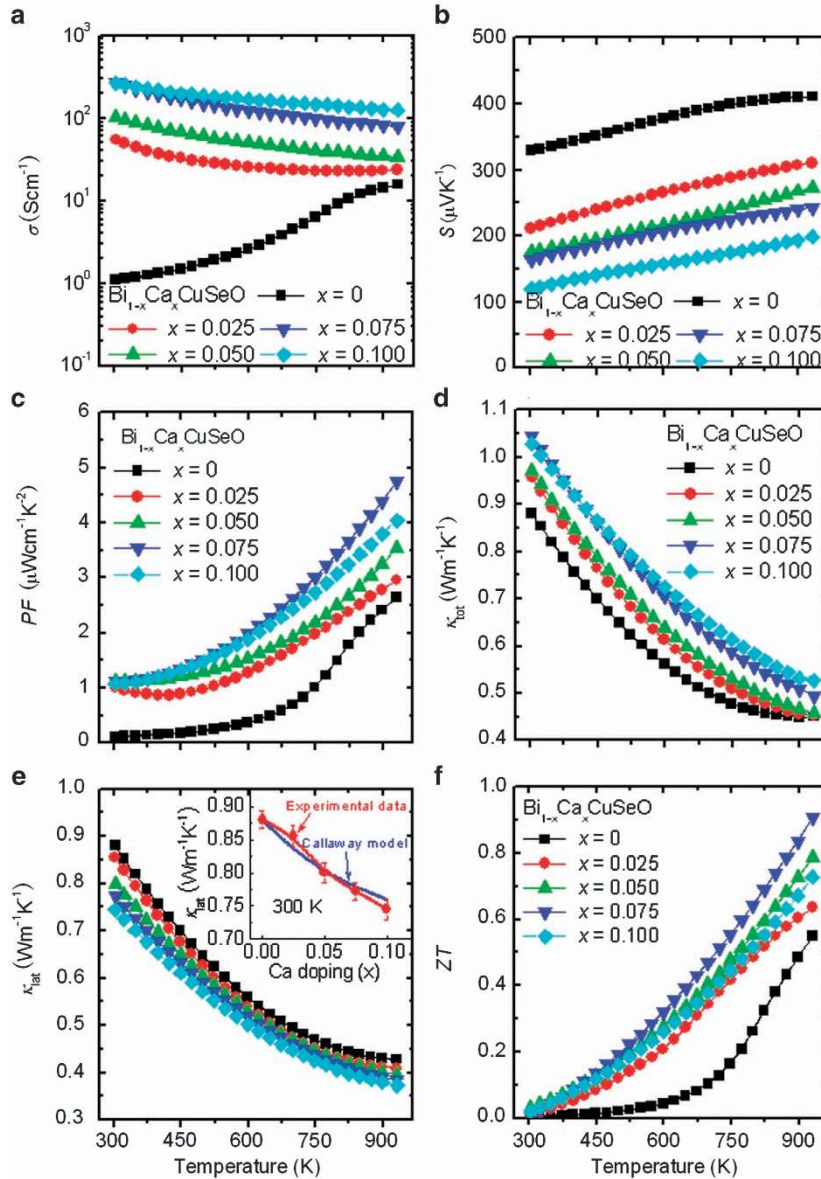 a
10³
10²
10¹
10⁰
10⁻¹
σ (Scm⁻¹)
Bi₁₋ₓCaₓCuSeO
x = 0
x = 0.025
x = 0.075
x = 0.050
x = 0.100
b
500
400
300
200
100
0
S (μVK⁻¹)
Bi₁₋ₓCaₓCuSeO
x = 0
x = 0.025
x = 0.075
x = 0.050
x = 0.100
c
6
5
4
3
2
1
0
PF (μWcm⁻¹K⁻²)
Bi₁₋ₓCaₓCuSeO
x = 0
x = 0.025
x = 0.050
x = 0.075
x = 0.100
d
1.1
1.0
0.9
0.8
0.7
0.6
0.5
0.4
κtot (Wm⁻¹K⁻¹)
Bi₁₋ₓCaₓCuSeO
x = 0
x = 0.025
x = 0.050
x = 0.075
x = 0.100
e
1.0
0.9
0.8
0.7
0.6
0.5
0.4
0.3
κlat (Wm⁻¹K⁻¹)
0.90
0.85
0.80
0.75
0.70
κlat (Wm⁻¹K⁻¹)
Experimental data
Callaway model
300 K
0.00 0.05 0.10
Ca doping (x)
300 450 600 750 900
Temperature (K)
f
1.0
0.8
0.6
0.4
0.2
0.0
ZT
Bi₁₋ₓCaₓCuSeO
x = 0
x = 0.025
x = 0.050
x = 0.075
x = 0.100
300 450 600 750 900
Temperature (K)